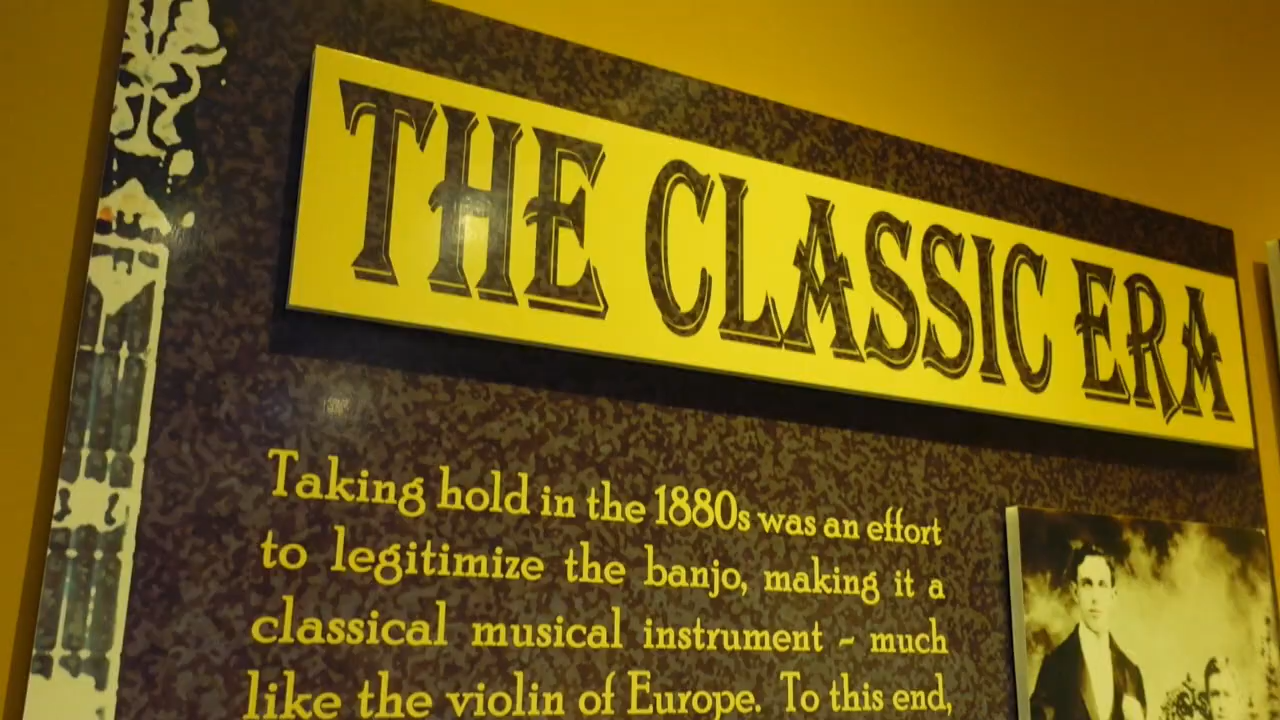 THE CLASSIC ERA
Taking hold in the 1880s was an effort
to legitimize the banjo, making it a
classical musical instrument ~ much
like the violin of Europe. To this end,